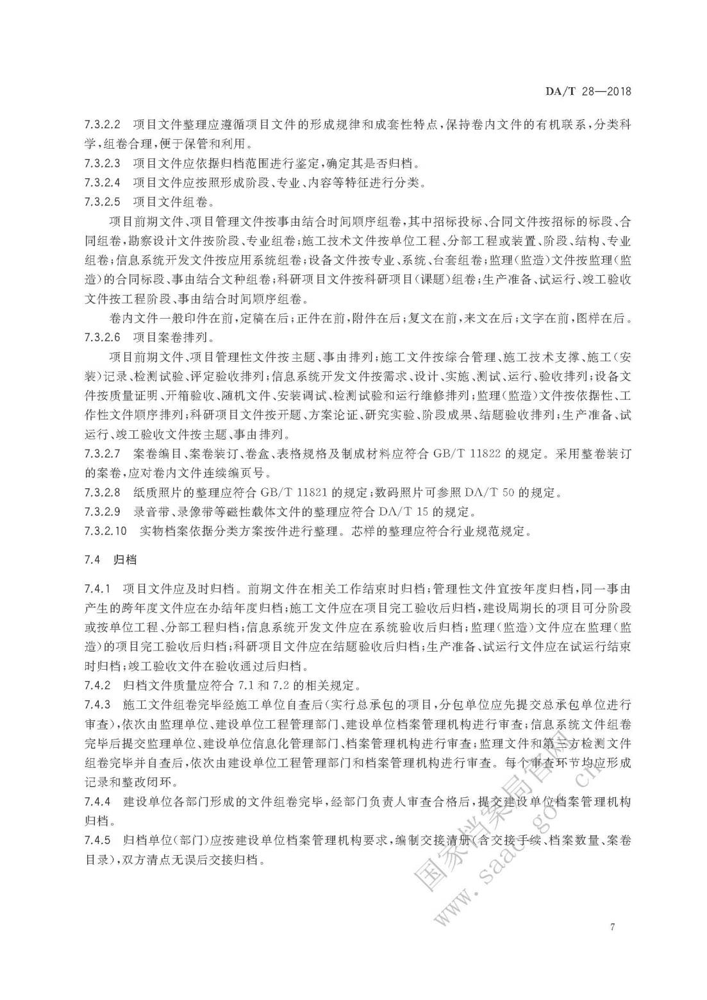 DA/T 28—2018
7.3.2.2 项目文件整理应遵循项目文件的形成规律和成套性特点,保持卷内文件的有机联系,分类科
学,组卷合理,便于保管和利用。
7.3.2.3 项目文件应依据归档范围进行鉴定,确定其是否归档。
7.3.2.4 项目文件应按照形成阶段、专业、内容等特征进行分类。
7.3.2.5 项目文件组卷。
项目前期文件、项目管理文件按事由结合时间顺序组卷,其中招标投标、合同文件按招标的标段、合
同组卷,勘察设计文件按阶段、专业组卷;施工技术文件按单位工程、分部工程或装置、阶段、结构、专业
组卷;信息系统开发文件按应用系统组卷;设备文件按专业、系统、台套组卷;监理(监造)文件按监理(监
造)的合同标段、事由结合文种组卷;科研项目文件按科研项目(课题)组卷;生产准备、试运行、竣工验收
文件按工程阶段、事由结合时间顺序组卷。
卷内文件一般印件在前,定稿在后;正件在前,附件在后;复文在前,来文在后;文字在前,图样在后。
7.3.2.6 项目案卷排列。
项目前期文件、项目管理性文件按主题、事由排列;施工文件按综合管理、施工技术支撑、施工(安
装)记录、检测试验、评定验收排列;信息系统开发文件按需求、设计、实施、测试、运行、验收排列;设备文
件按质量证明、开箱验收、随机文件、安装调试、检测试验和运行维修排列;监理(监造)文件按依据性、工
作性文件顺序排列;科研项目文件按开题、方案论证、研究实验、阶段成果、结题验收排列;生产准备、试
运行、竣工验收文件按主题、事由排列。
7.3.2.7 案卷编目、案卷装订、卷盒、表格规格及制成材料应符合 GB/T 11822 的规定。采用整卷装订
的案卷,应对卷内文件连续编页号。
7.3.2.8 纸质照片的整理应符合 GB/T 11821 的规定;数码照片可参照 DA/T 50 的规定。
7.3.2.9 录音带、录像带等磁性载体文件的整理应符合 DA/T 15 的规定。
7.3.2.10 实物档案依据分类方案按件进行整理。芯样的整理应符合行业规范规定。
7.4 归档
7.4.1 项目文件应及时归档。前期文件在相关工作结束时归档;管理性文件宜按年度归档,同一事由
产生的跨年度文件应在办结年度归档;施工文件应在项目完工验收后归档,建设周期长的项目可分阶段
或按单位工程、分部工程归档;信息系统开发文件应在系统验收后归档;监理(监造)文件应在监理(监
造)的项目完工验收后归档;科研项目文件应在结题验收后归档;生产准备、试运行文件应在试运行结束
时归档;竣工验收文件在验收通过后归档。
7.4.2 归档文件质量应符合 7.1 和 7.2 的相关规定。
7.4.3 施工文件组卷完毕经施工单位自查后(实行总承包的项目,分包单位应先提交总承包单位进行
审查),依次由监理单位、建设单位工程管理部门、建设单位档案管理机构进行审查;信息系统文件组卷
完毕后提交监理单位、建设单位信息化管理部门、档案管理机构进行审查;监理文件和第三方检测文件
组卷完毕并自查后,依次由建设单位工程管理部门和档案管理机构进行审查。每个审查环节均应形成
记录和整改闭环。
7.4.4 建设单位各部门形成的文件组卷完毕,经部门负责人审查合格后,提交建设单位档案管理机构
归档。
7.4.5 归档单位(部门)应按建设单位档案管理机构要求,编制交接清册(含交接手续、档案数量、案卷
目录),双方清点无误后交接归档。
国家档案局官网
www.saac.gov.cn
7